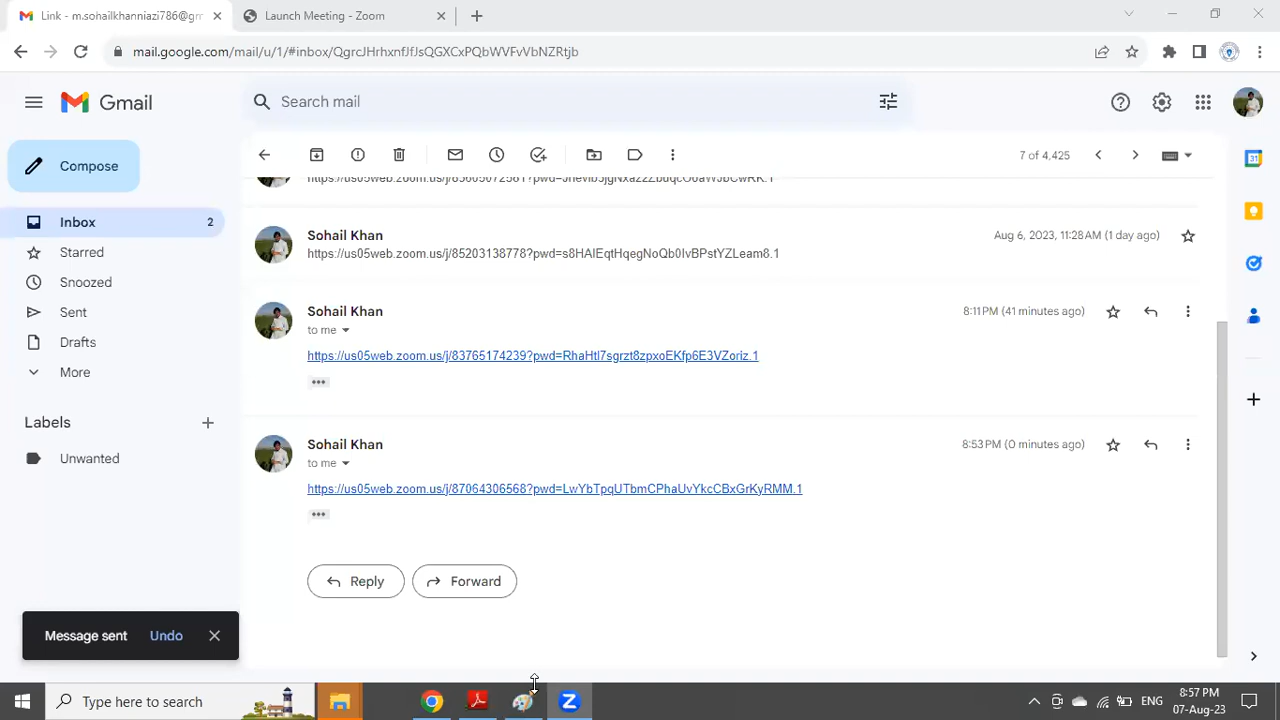 Link - m.sohailkhanniazi786@gm
Launch Meeting - Zoom
mail.google.com/mail/u/1/#inbox/QgrcJHrhxnfJfJsQGXCxPQbWVFvVbNZRtjb
Gmail
Search mail
Compose
7 of 4,425
Inbox 2
Starred
Snoozed
Sent
Drafts
More
Labels
Unwanted
Sohail Khan
Aug 6, 2023, 11:28 AM (1 day ago)
https://us05web.zoom.us/j/85203138778?pwd=s8HAIEqtHqegNoQb0IvBPstYZLeam8.1
Sohail Khan
8:11 PM (41 minutes ago)
to me
https://us05web.zoom.us/j/83765174239?pwd=RhaHtl7sgrzt8zpxoEKfp6E3VZoriz.1
Sohail Khan
8:53 PM (0 minutes ago)
to me
https://us05web.zoom.us/j/87064306568?pwd=LwYbTpqUTbmCPhaUvYkcCBxGrKyRMM.1
Reply
Forward
Message sent
Undo
Type here to search
ENG
8:57 PM
07-Aug-23